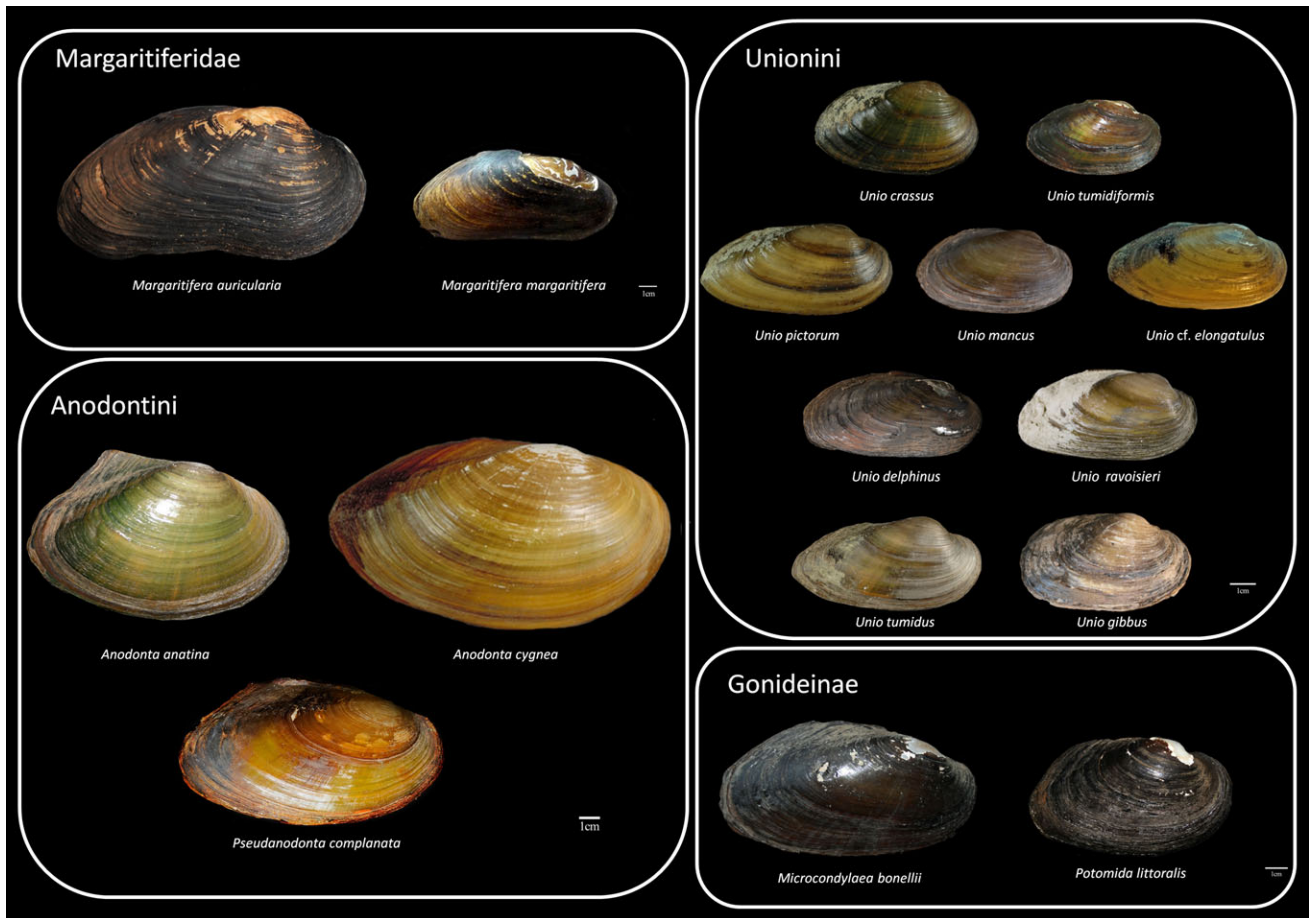 Margaritiferidae
Margaritifera auricularia
Margaritifera margaritifera
1cm
Anodontini
Anodonta anatina
Anodonta cygnea
Pseudanodonta complanata
1cm
Unionini
Unio crassus
Unio tumidiformis
Unio pictorum
Unio mancus
Unio cf. elongatulus
Unio delphinus
Unio ravoisieri
Unio tumidus
Unio gibbus
1cm
Gonideinae
Microcondylaea bonellii
Potomida littoralis
1cm